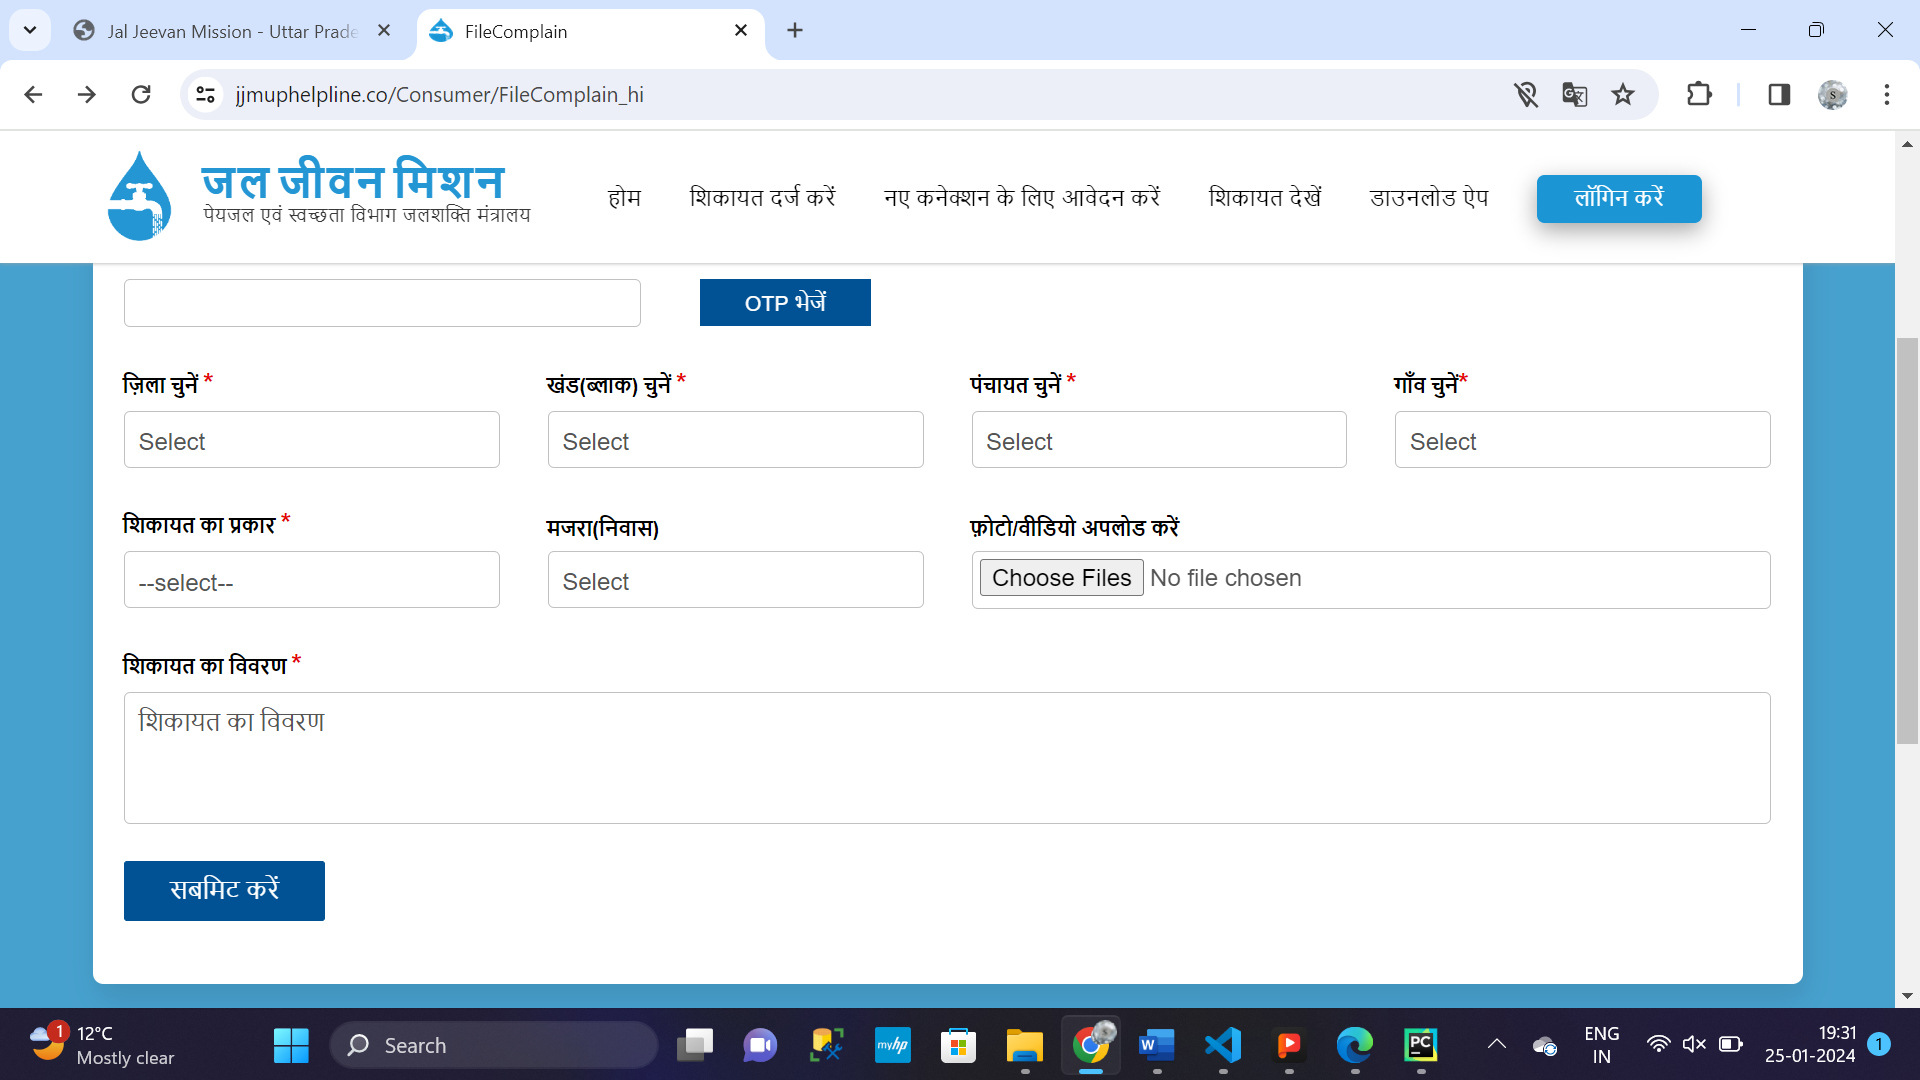 Jal Jeevan Mission - Uttar Prade
FileComplain
jjmuphelpline.co/Consumer/FileComplain_hi
जल जीवन मिशन
पेयजल एवं स्वच्छता विभाग जलशक्ति मंत्रालय
होम
शिकायत दर्ज करें
नए कनेक्शन के लिए आवेदन करें
शिकायत देखें
डाउनलोड ऐप
लॉगिन करें
OTP भेजें
ज़िला चुनें *
खंड(ब्लाक) चुनें *
पंचायत चुनें *
गाँव चुनें*
Select
Select
Select
Select
शिकायत का प्रकार *
मजरा(निवास)
फ़ोटो/वीडियो अपलोड करें
--select--
Select
Choose Files No file chosen
शिकायत का विवरण *
शिकायत का विवरण
सबमिट करें
1
12°C
Mostly clear
Search
myhp
W
PC
ENG
IN
19:31
25-01-2024
1